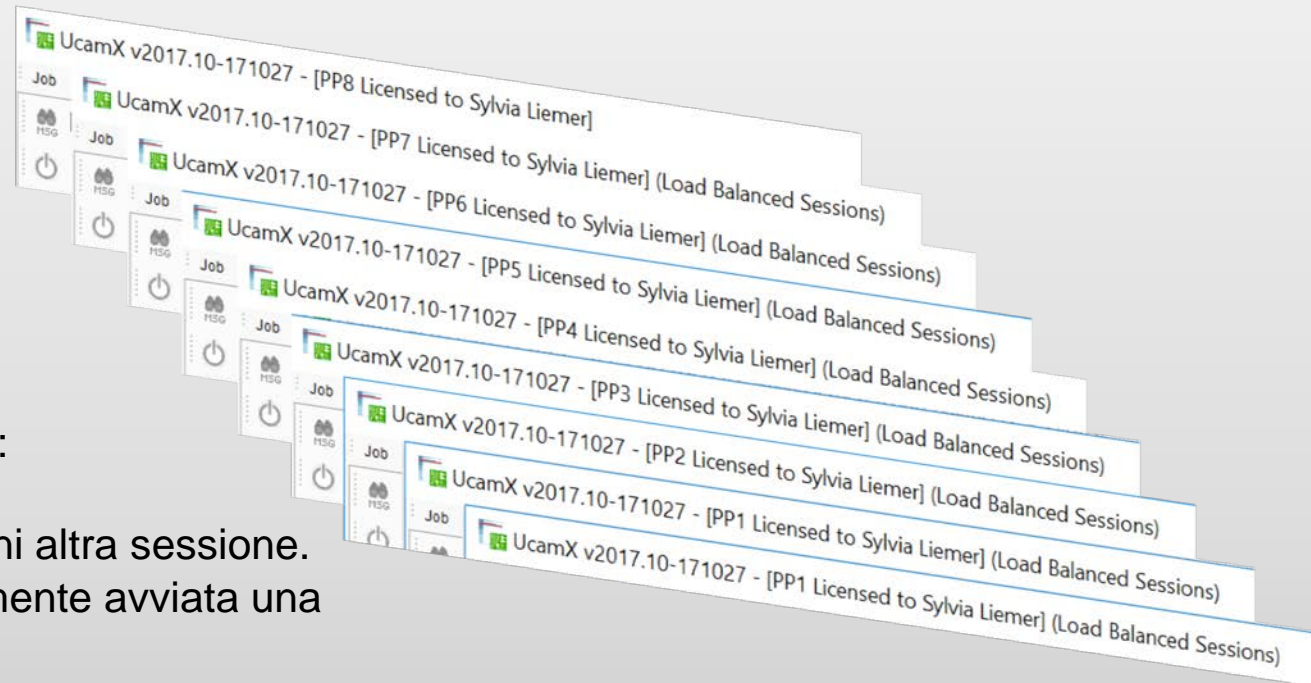 UcamX v2017.10-171027 - [PP8 Licensed to Sylvia Liemer]
Job
MSG
UcamX v2017.10-171027 - [PP7 Licensed to Sylvia Liemer] (Load Balanced Sessions)
Job
MSG
UcamX v2017.10-171027 - [PP6 Licensed to Sylvia Liemer] (Load Balanced Sessions)
Job
MSG
UcamX v2017.10-171027 - [PP5 Licensed to Sylvia Liemer] (Load Balanced Sessions)
Job
MSG
UcamX v2017.10-171027 - [PP4 Licensed to Sylvia Liemer] (Load Balanced Sessions)
Job
MSG
UcamX v2017.10-171027 - [PP3 Licensed to Sylvia Liemer] (Load Balanced Sessions)
Job
MSG
UcamX v2017.10-171027 - [PP2 Licensed to Sylvia Liemer] (Load Balanced Sessions)
Job
MSG
UcamX v2017.10-171027 - [PP1 Licensed to Sylvia Liemer] (Load Balanced Sessions)
Job
UcamX v2017.10-171027 - [PP1 Licensed to Sylvia Liemer] (Load Balanced Sessions)
:
ni altra sessione.
nente avviata una